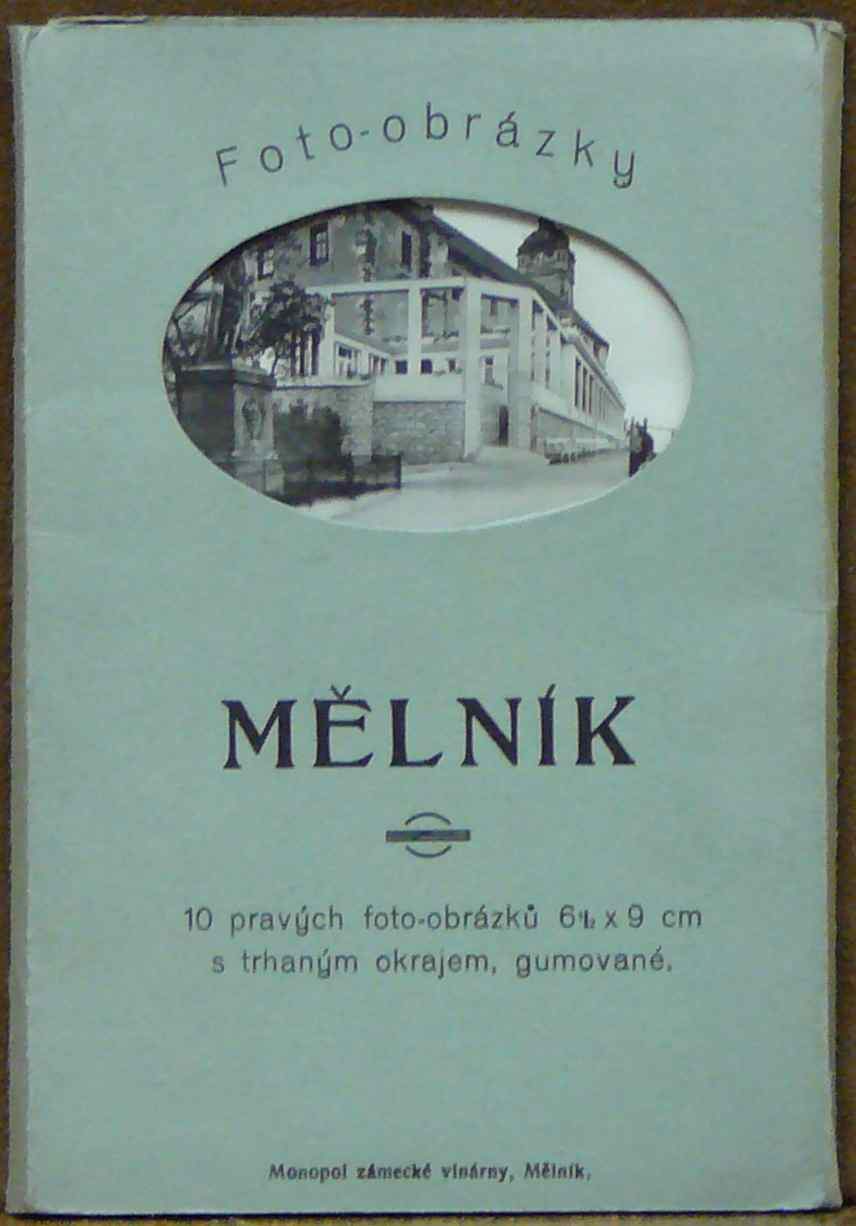 Foto-obrázky
MĚLNÍK
10 pravých foto-obrázků 6½ x 9 cm
s trhaným okrajem, gumované.
Monopol zámecké vinárny, Mělník.